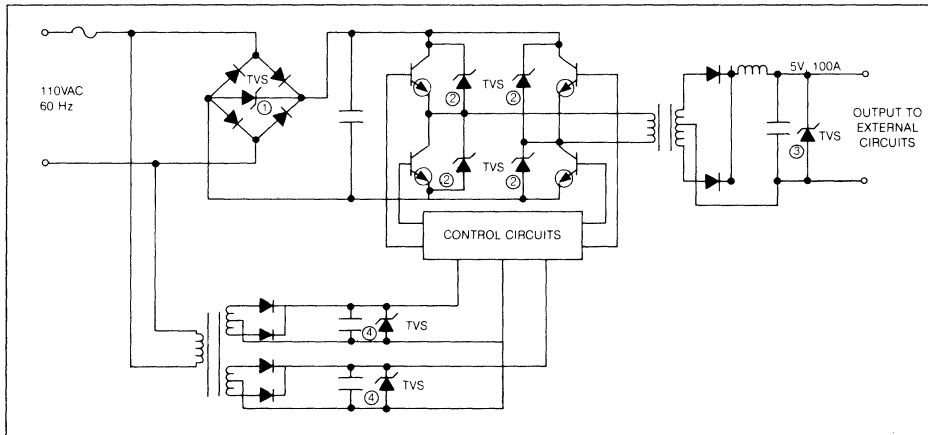 110VAC
60 Hz
TVS
①
②
TVS
②
②
TVS
②
5V, 100A
③
TVS
OUTPUT TO
EXTERNAL
CIRCUITS
CONTROL CIRCUITS
④
TVS
④
TVS